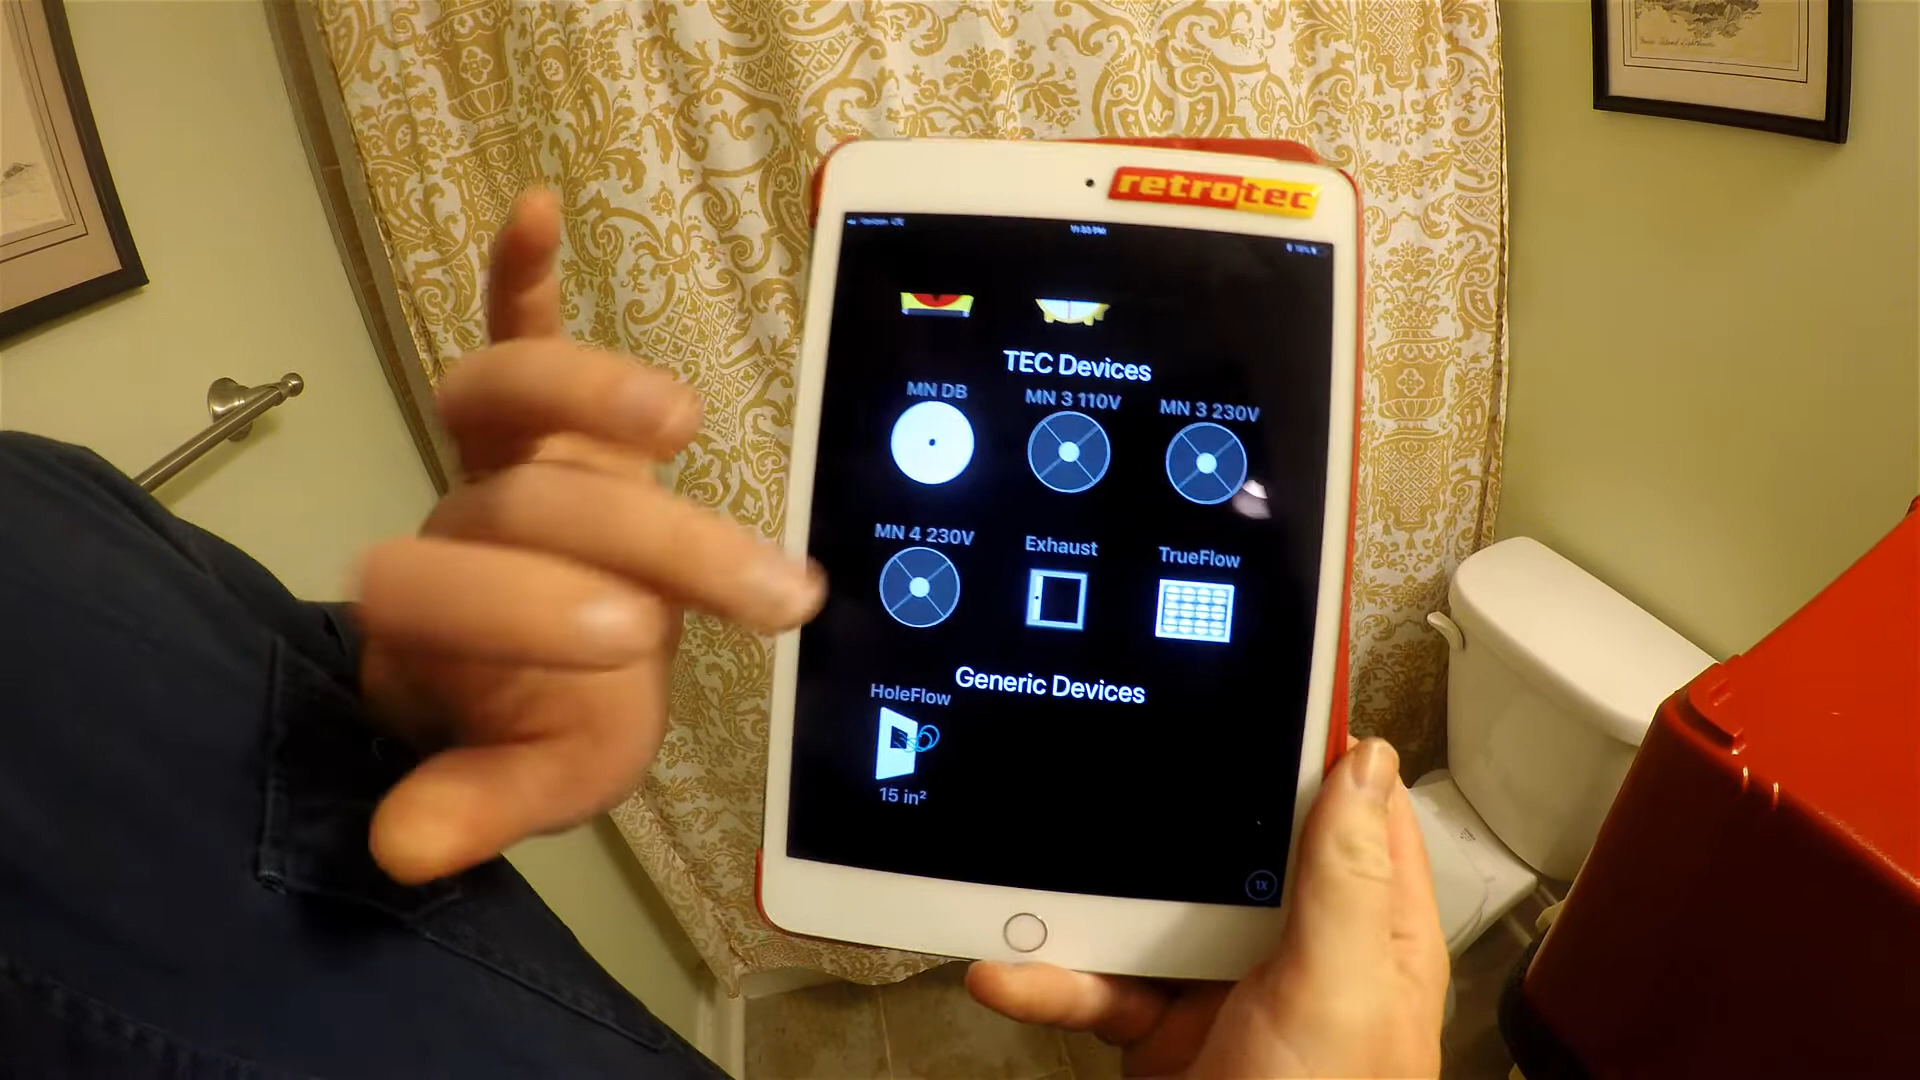 retrotec
TEC Devices
MN DB
MN 3 110V
MN 3 230V
MN 4 230V
Exhaust
TrueFlow
Generic Devices
HoleFlow
15 in²
1X